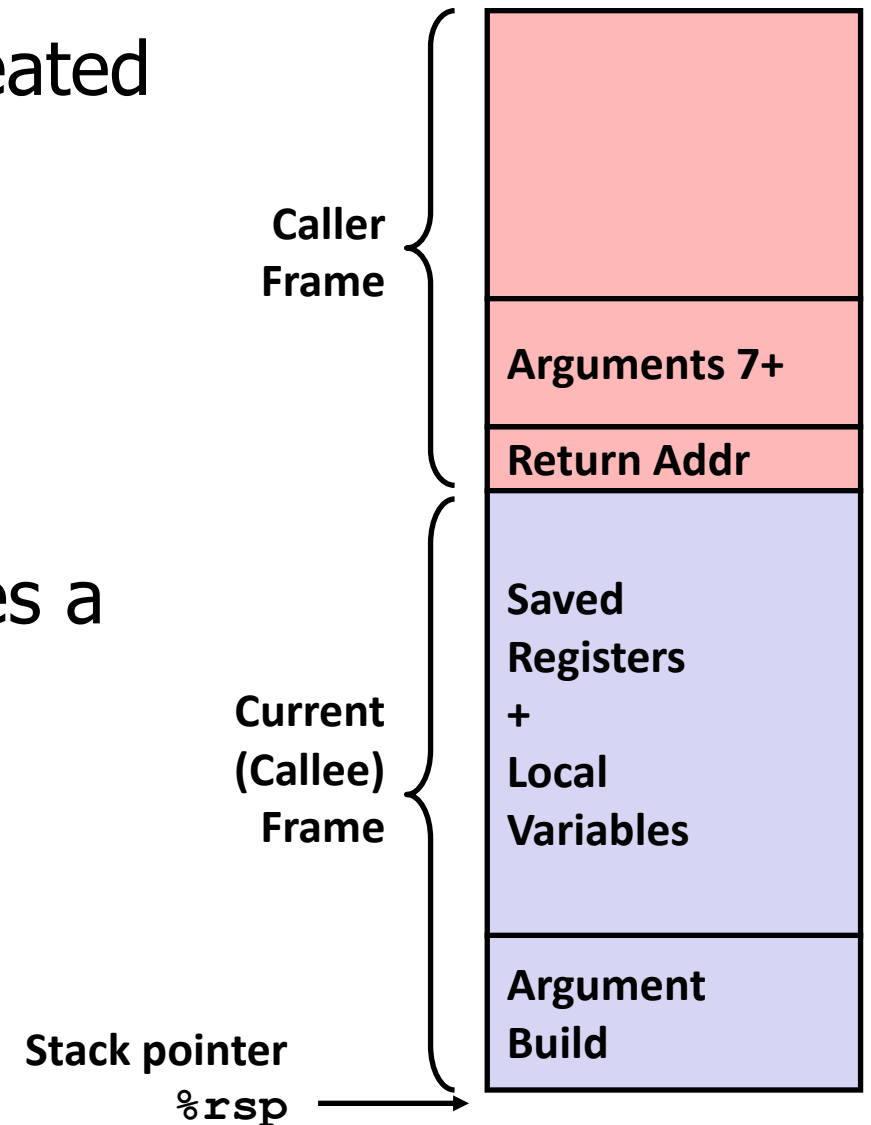 eated
Caller
Frame
Arguments 7+
Return Addr
es a
Saved
Registers
+
Local
Variables
Current
(Callee)
Frame
Argument
Build
Stack pointer
%rsp